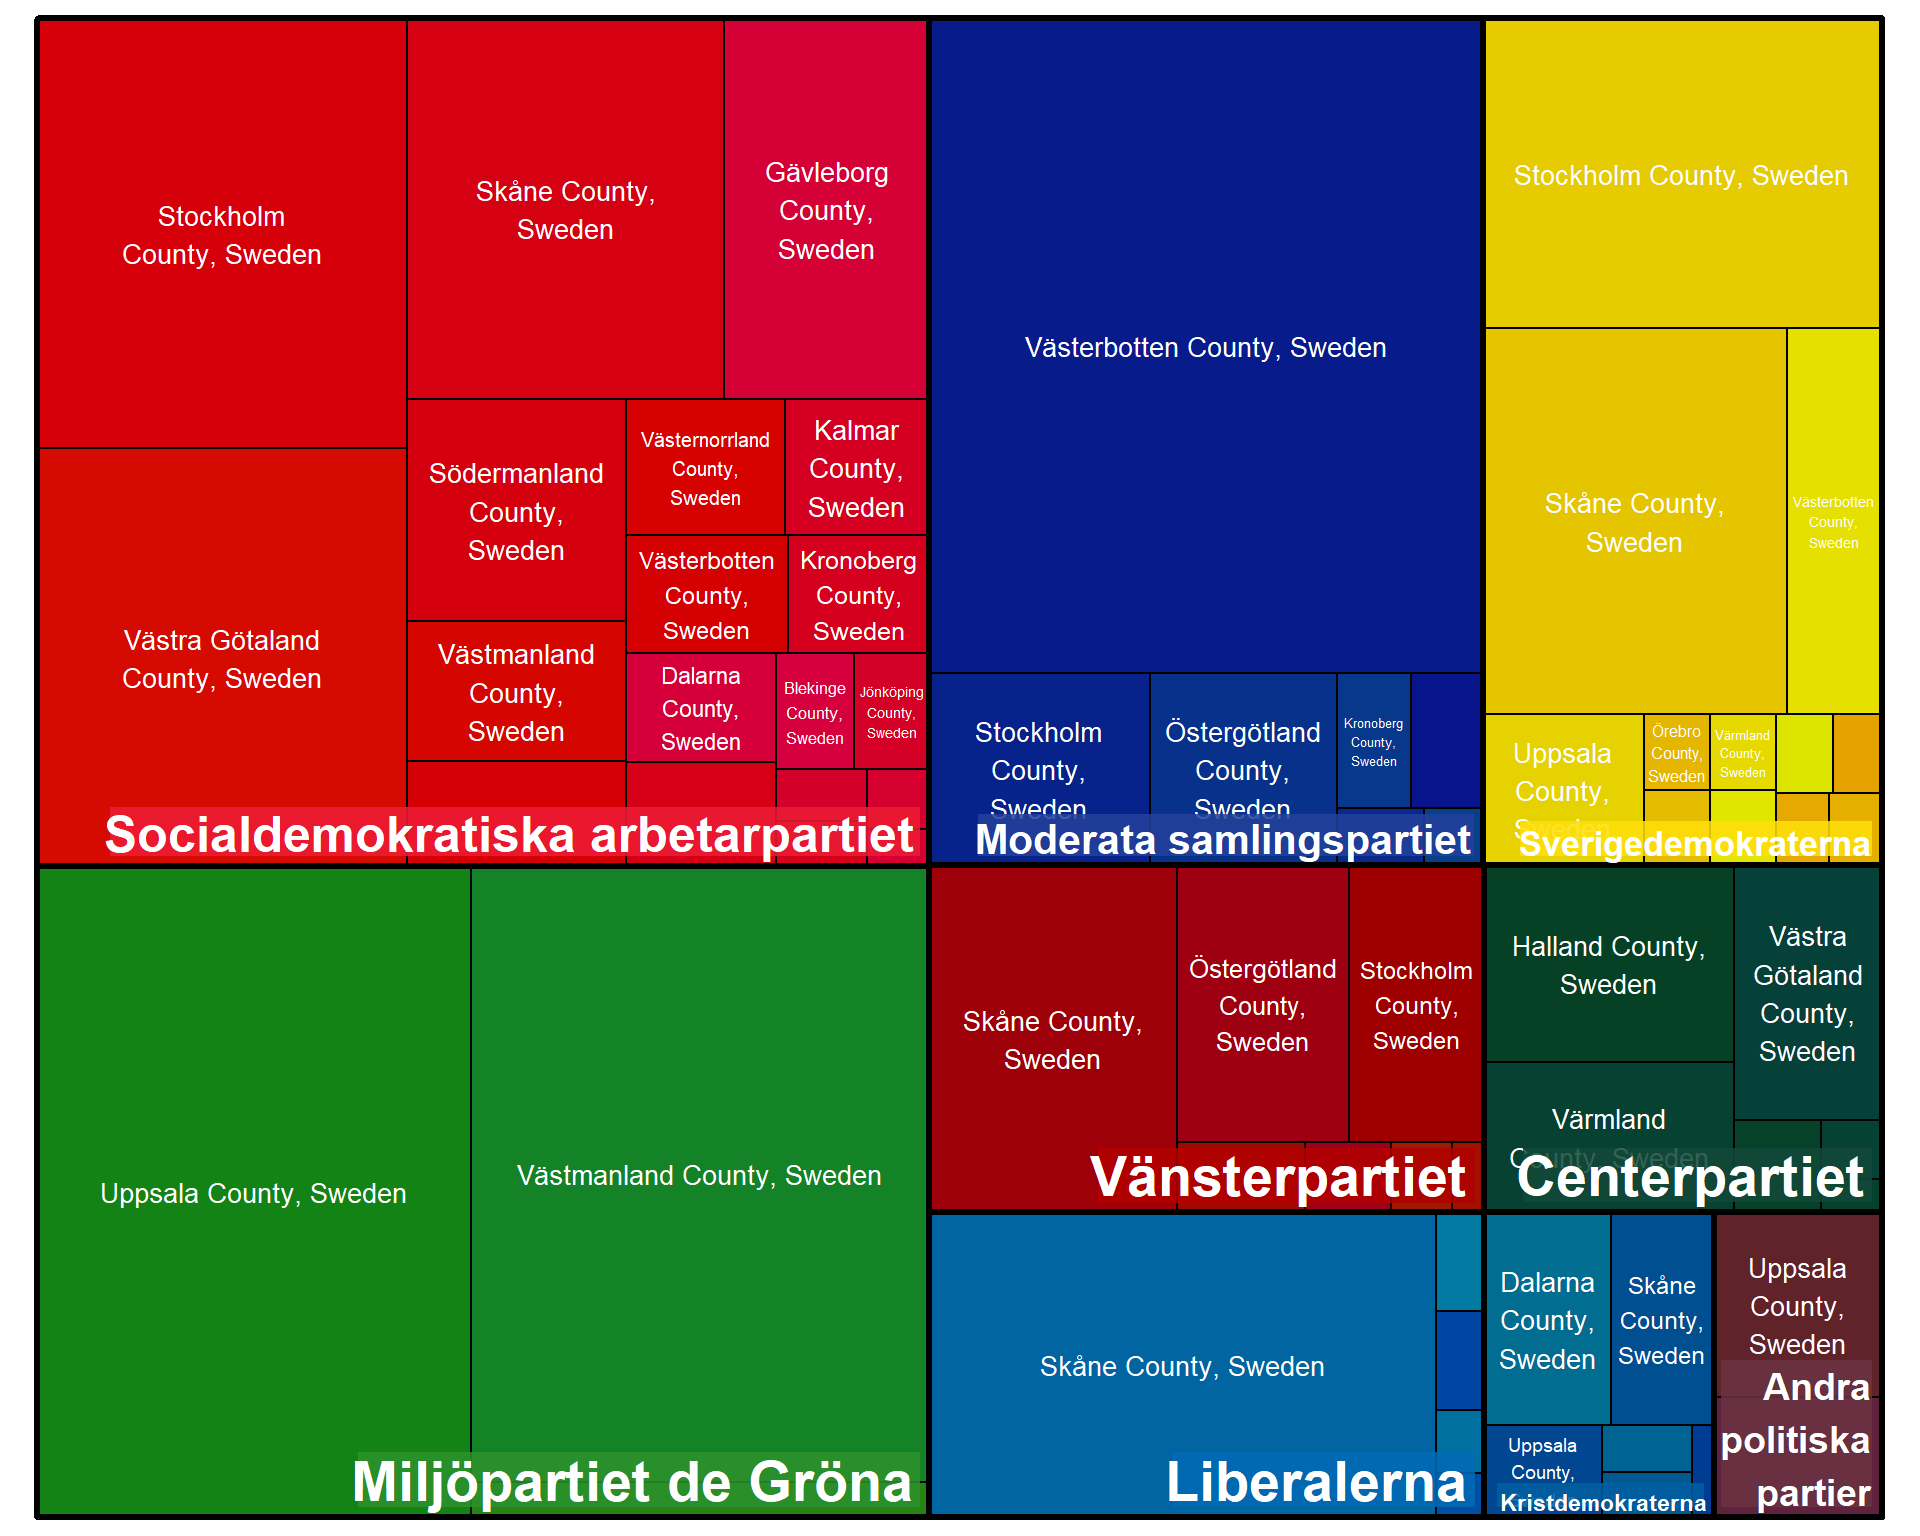 Stockholm
County, Sweden
Skåne County,
Sweden
Gävleborg
County,
Sweden
Västra Götaland
County, Sweden
Södermanland
County,
Sweden
Västernorrland
County,
Sweden
Kalmar
County,
Sweden
Västerbotten
County,
Sweden
Kronoberg
County,
Sweden
Västmanland
County,
Sweden
Dalarna
County,
Sweden
Blekinge
County,
Sweden
Jönköping
County,
Sweden
Socialdemokratiska arbetarpartiet
Västerbotten County, Sweden
Stockholm
County,
Sweden
Östergötland
County,
Sweden
Kronoberg
County,
Sweden
Moderata samlingspartiet
Stockholm County, Sweden
Skåne County,
Sweden
Västerbotten
County,
Sweden
Uppsala
County,
Sweden
Örebro
County,
Sweden
Värmland
County,
Sweden
Sverigedemokraterna
Uppsala County, Sweden
Västmanland County, Sweden
Miljöpartiet de Gröna
Skåne County,
Sweden
Östergötland
County,
Sweden
Stockholm
County,
Sweden
Vänsterpartiet
Halland County,
Sweden
Västra
Götaland
County,
Sweden
Värmland
County, Sweden
Centerpartiet
Skåne County, Sweden
Liberalerna
Dalarna
County,
Sweden
Skåne
County,
Sweden
Uppsala
County,
Kristdemokraterna
Uppsala
County,
Sweden
Andra
politiska
partier